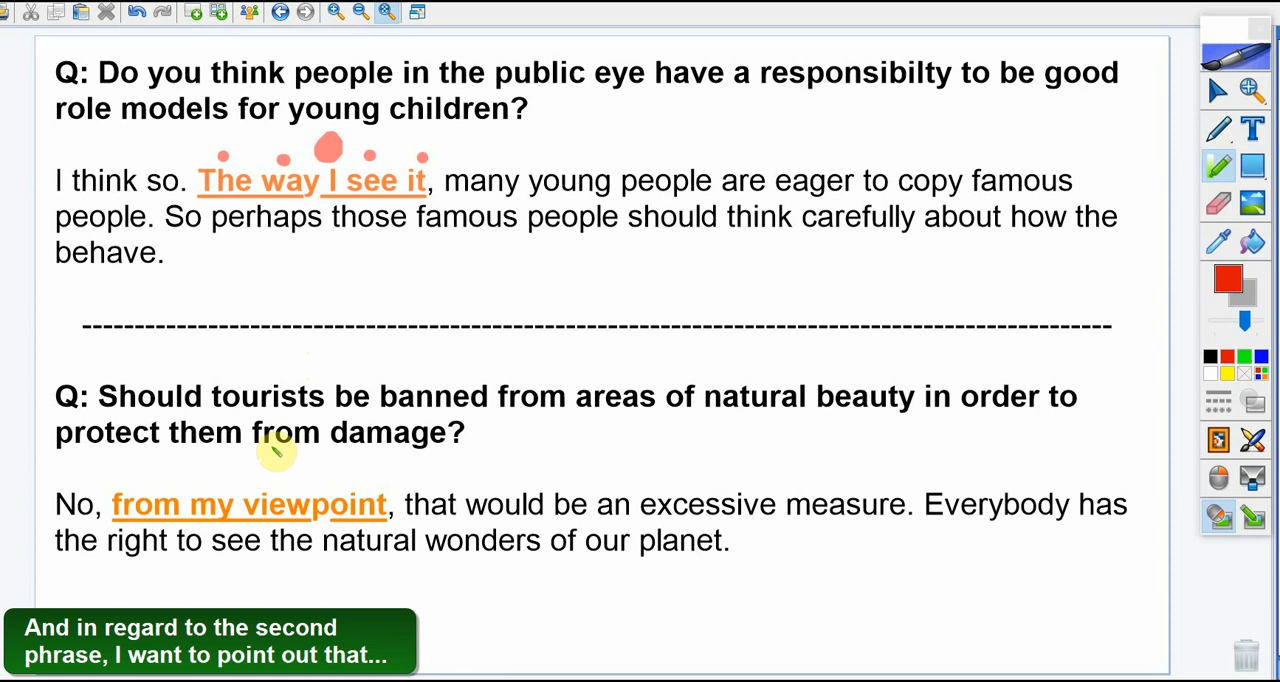 Q: Do you think people in the public eye have a responsibilty to be good
role models for young children?
I think so. The way I see it, many young people are eager to copy famous
people. So perhaps those famous people should think carefully about how the
behave.
--------------------------------------------------------------------------------
Q: Should tourists be banned from areas of natural beauty in order to
protect them from damage?
No, from my viewpoint, that would be an excessive measure. Everybody has
the right to see the natural wonders of our planet.
And in regard to the second
phrase, I want to point out that...